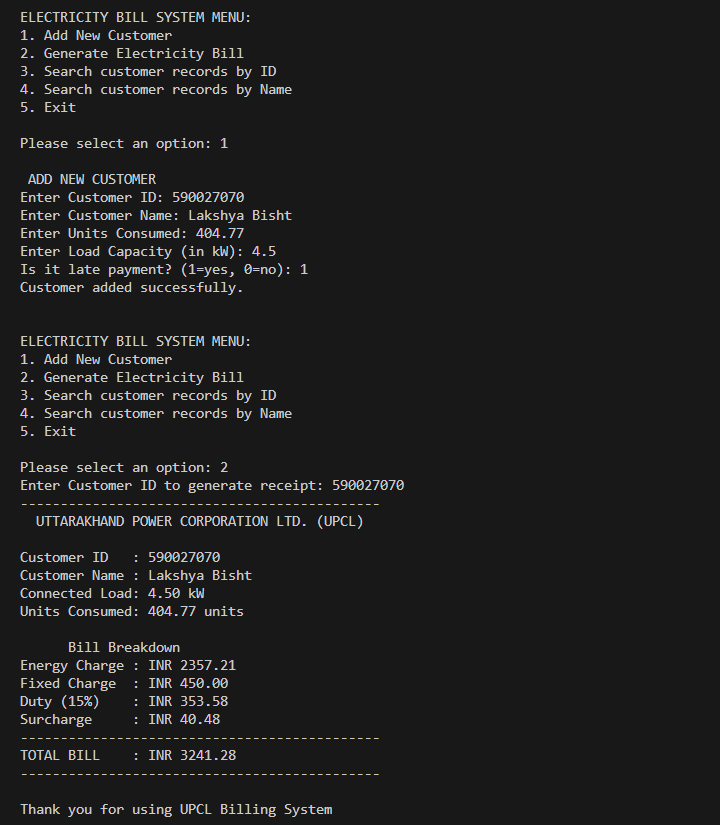 ELECTRICITY BILL SYSTEM MENU:
1. Add New Customer
2. Generate Electricity Bill
3. Search customer records by ID
4. Search customer records by Name
5. Exit
Please select an option: 1
ADD NEW CUSTOMER
Enter Customer ID: 590027070
Enter Customer Name: Lakshya Bisht
Enter Units Consumed: 404.77
Enter Load Capacity (in kW): 4.5
Is it late payment? (1=yes, 0=no): 1
Customer added successfully.
ELECTRICITY BILL SYSTEM MENU:
1. Add New Customer
2. Generate Electricity Bill
3. Search customer records by ID
4. Search customer records by Name
5. Exit
Please select an option: 2
Enter Customer ID to generate receipt: 590027070
---------------------------------------------
UTTARAKHAND POWER CORPORATION LTD. (UPCL)
Customer ID   : 590027070
Customer Name : Lakshya Bisht
Connected Load: 4.50 kW
Units Consumed: 404.77 units
Bill Breakdown
Energy Charge : INR 2357.21
Fixed Charge  : INR 450.00
Duty (15%)    : INR 353.58
Surcharge     : INR 40.48
---------------------------------------------
TOTAL BILL    : INR 3241.28
---------------------------------------------
Thank you for using UPCL Billing System